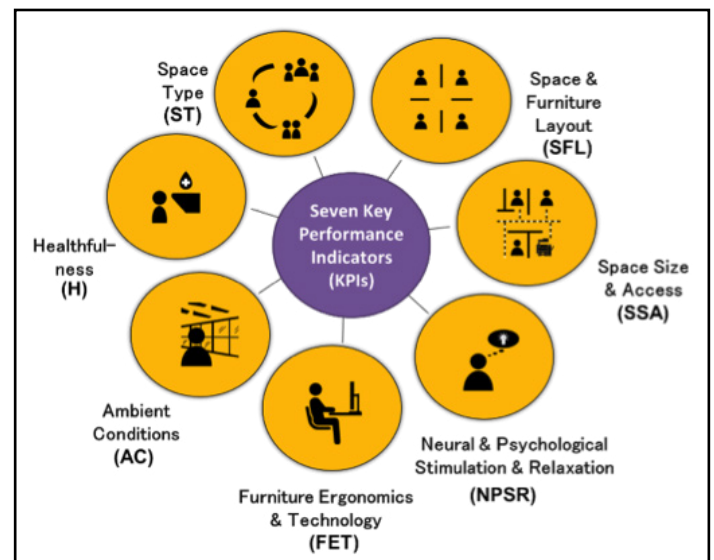 Space
Type
(ST)
Space &
Furniture
Layout
(SFL)
Seven Key
Performance
Indicators
(KPIs)
Healthful-
ness
(H)
Space Size
& Access
(SSA)
Ambient
Conditions
(AC)
Neural & Psychological
Stimulation & Relaxation
(NPSR)
Furniture Ergonomics
& Technology
(FET)